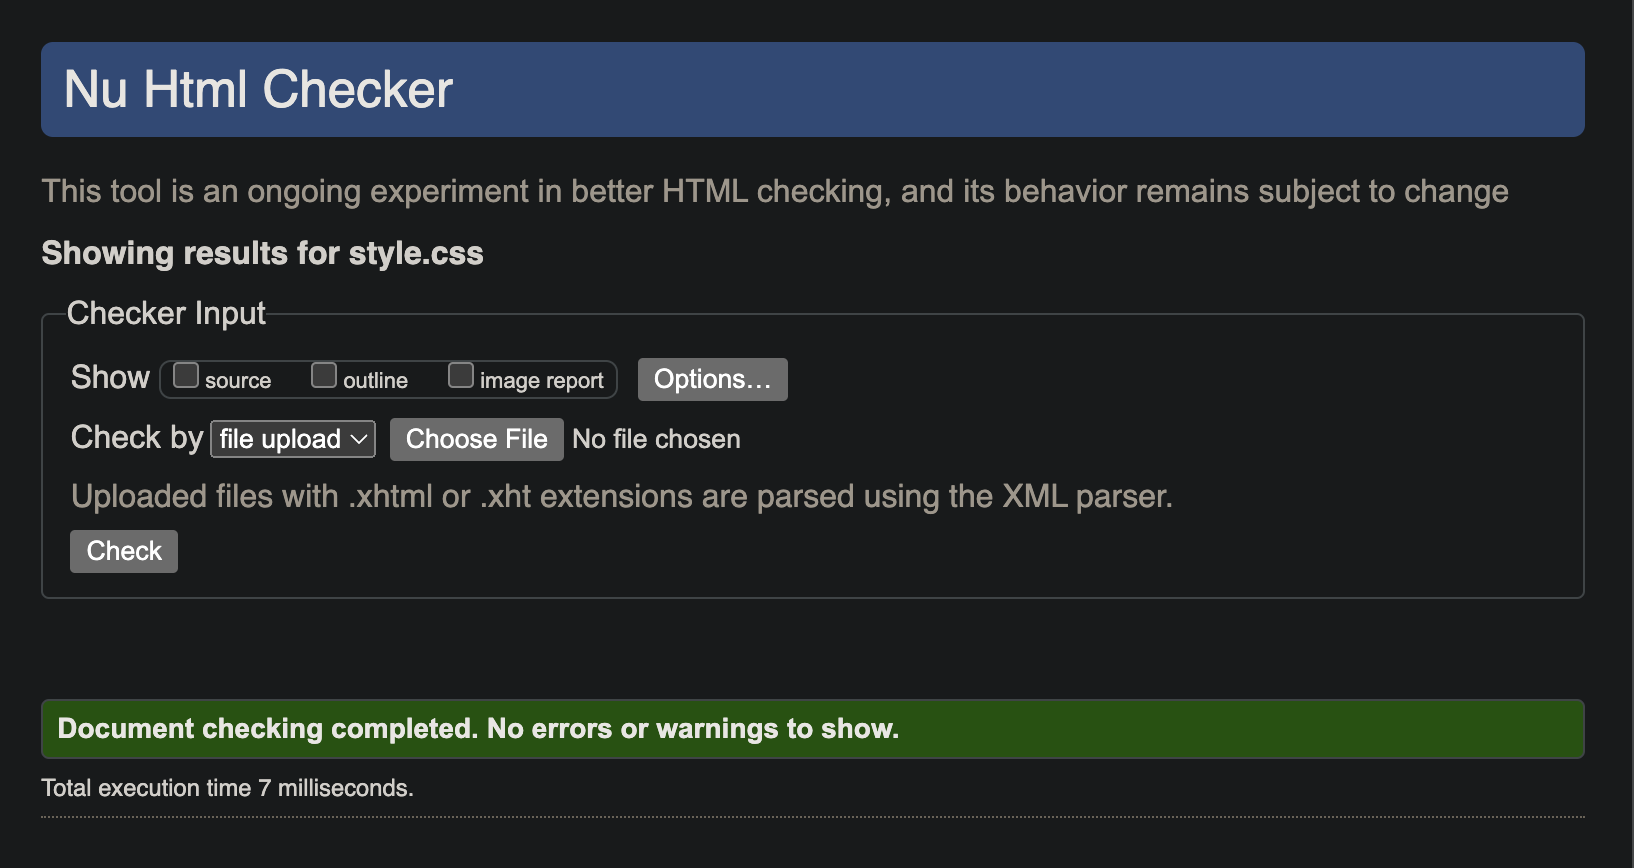 Nu Html Checker
This tool is an ongoing experiment in better HTML checking, and its behavior remains subject to change
Showing results for style.css
Checker Input
Show source outline image report Options…
Check by file upload Choose File No file chosen
Uploaded files with .xhtml or .xht extensions are parsed using the XML parser.
Check
Document checking completed. No errors or warnings to show.
Total execution time 7 milliseconds.